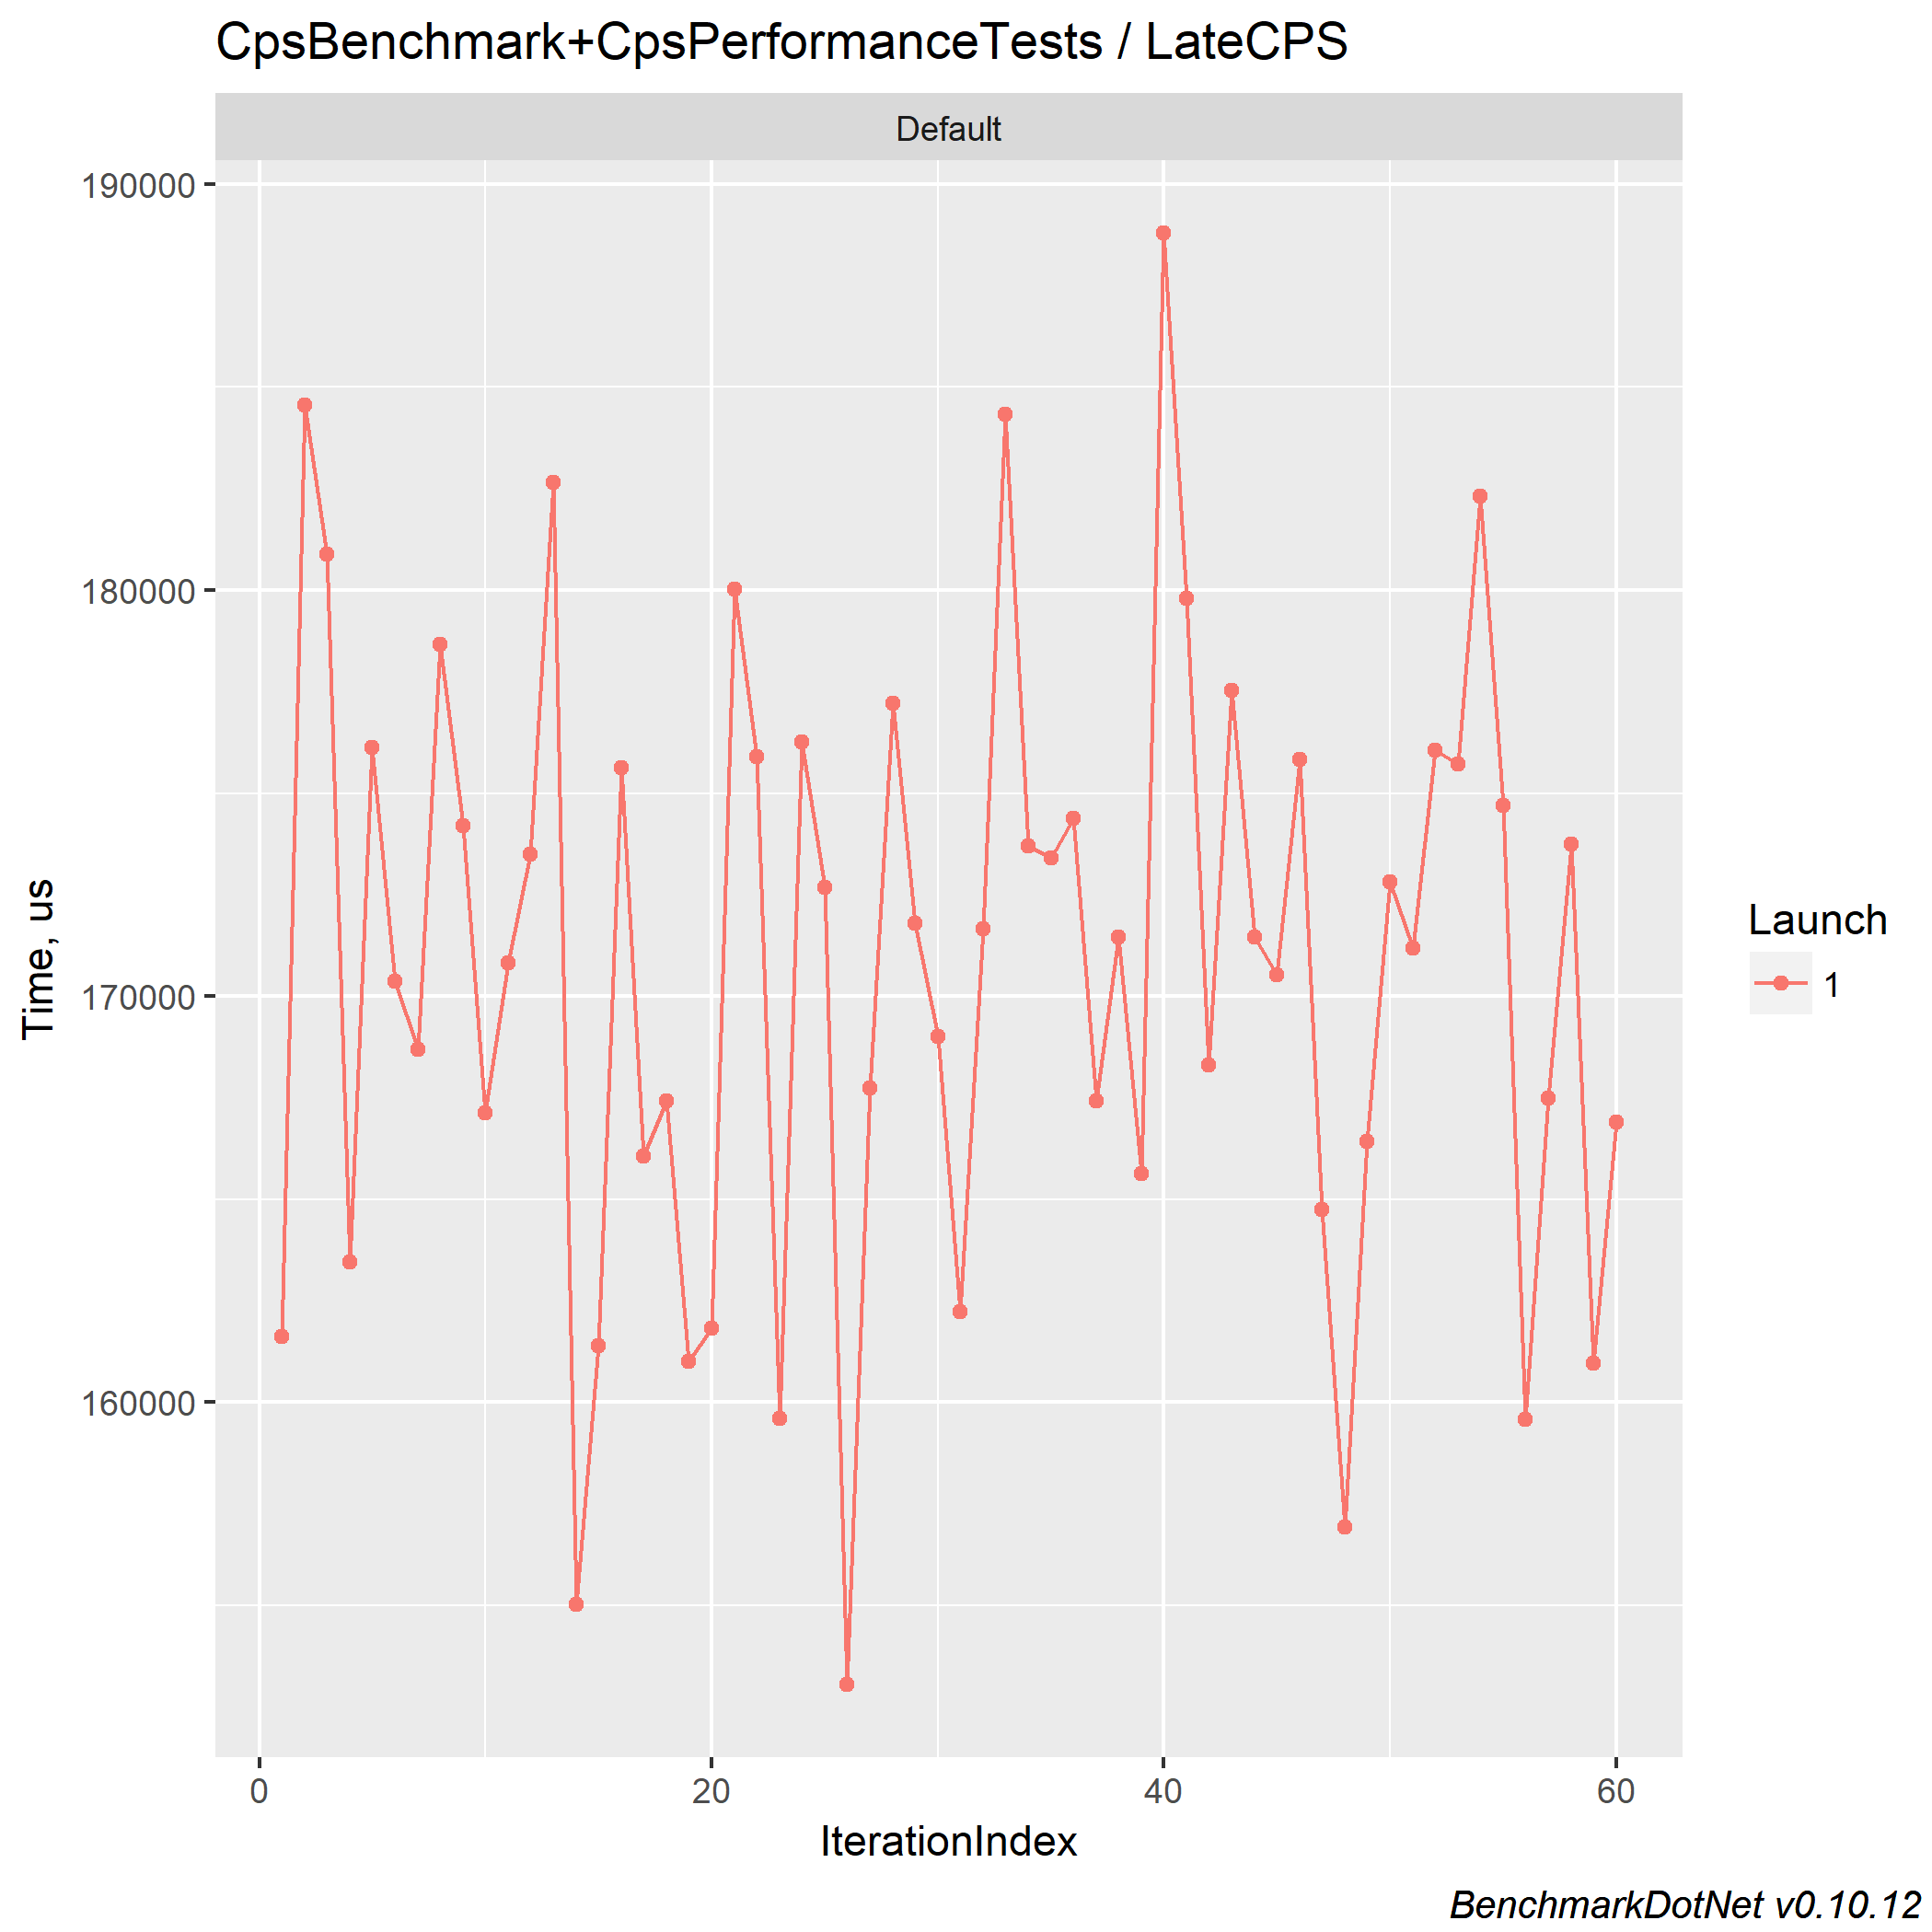 CpsBenchmark+CpsPerformanceTests / LateCPS
Default
190000
180000
170000
160000
Time, us
0 20 40 60
IterationIndex
Launch
1
BenchmarkDotNet v0.10.12